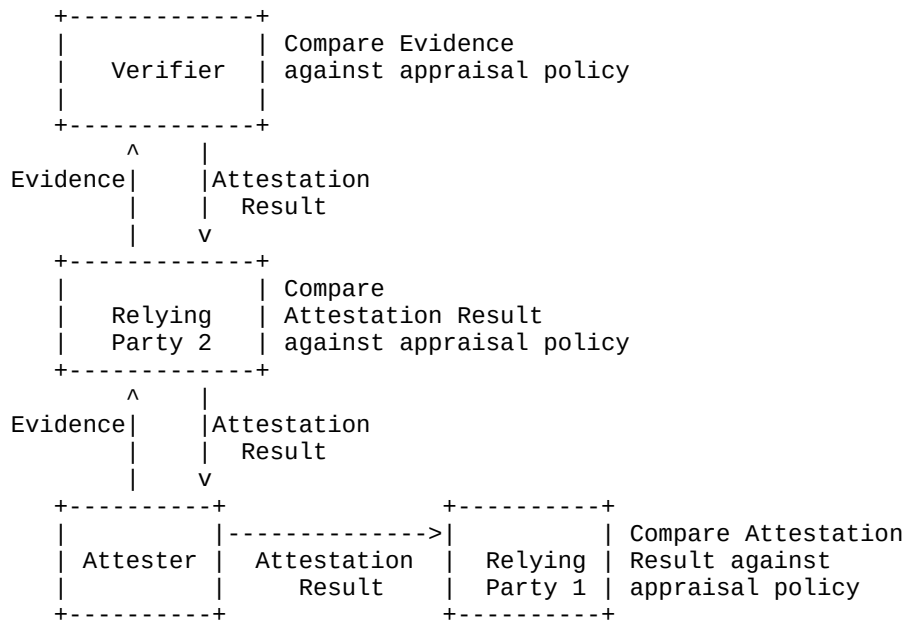 Compare Evidence
Verifier against appraisal policy
Evidence Attestation
Result
Compare
Relying Attestation Result
Party 2 against appraisal policy
Evidence Attestation
Result
Compare Attestation
Attester Attestation Relying Result against
Result Party 1 appraisal policy